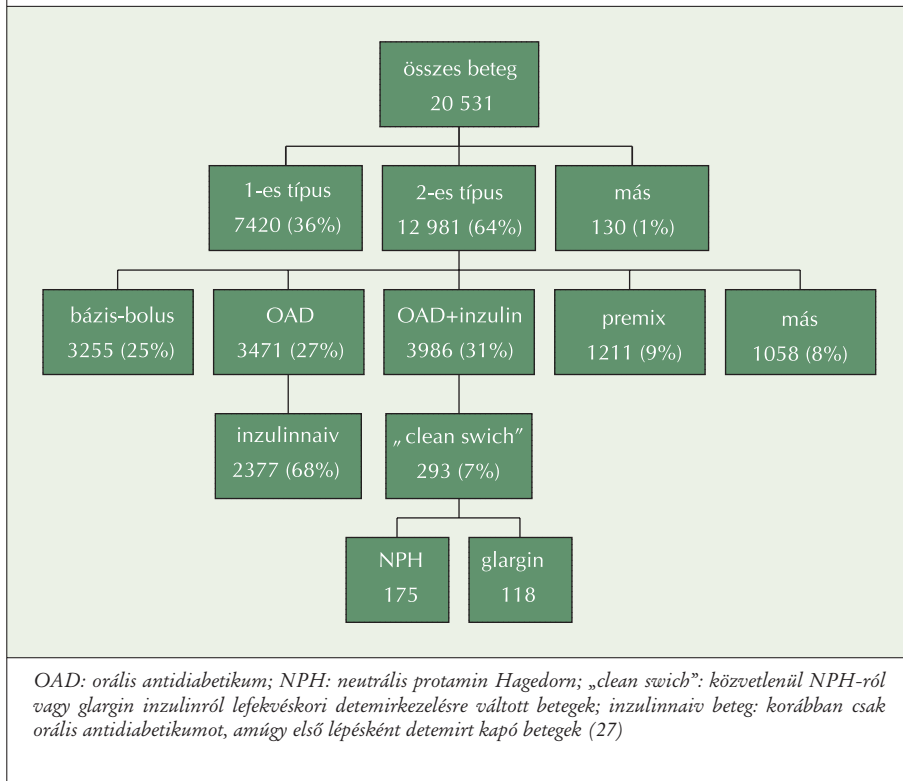 összes beteg
20 531
1-es típus
7420 (36%)
2-es típus
12 981 (64%)
más
130 (1%)
bázis-bolus
3255 (25%)
OAD
3471 (27%)
OAD+inzulin
3986 (31%)
premix
1211 (9%)
más
1058 (8%)
inzulinnaiv
2377 (68%)
„clean swich”
293 (7%)
NPH
175
glargin
118
OAD: orális antidiabetikum; NPH: neutrális protamin Hagedorn; „clean swich”: közvetlenül NPH-ról
vagy glargin inzulinról lefekvéskori detemirkezelésre váltott betegek; inzulinnaiv beteg: korábban csak
orális antidiabetikumot, amúgy első lépésként detemirt kapó betegek (27)